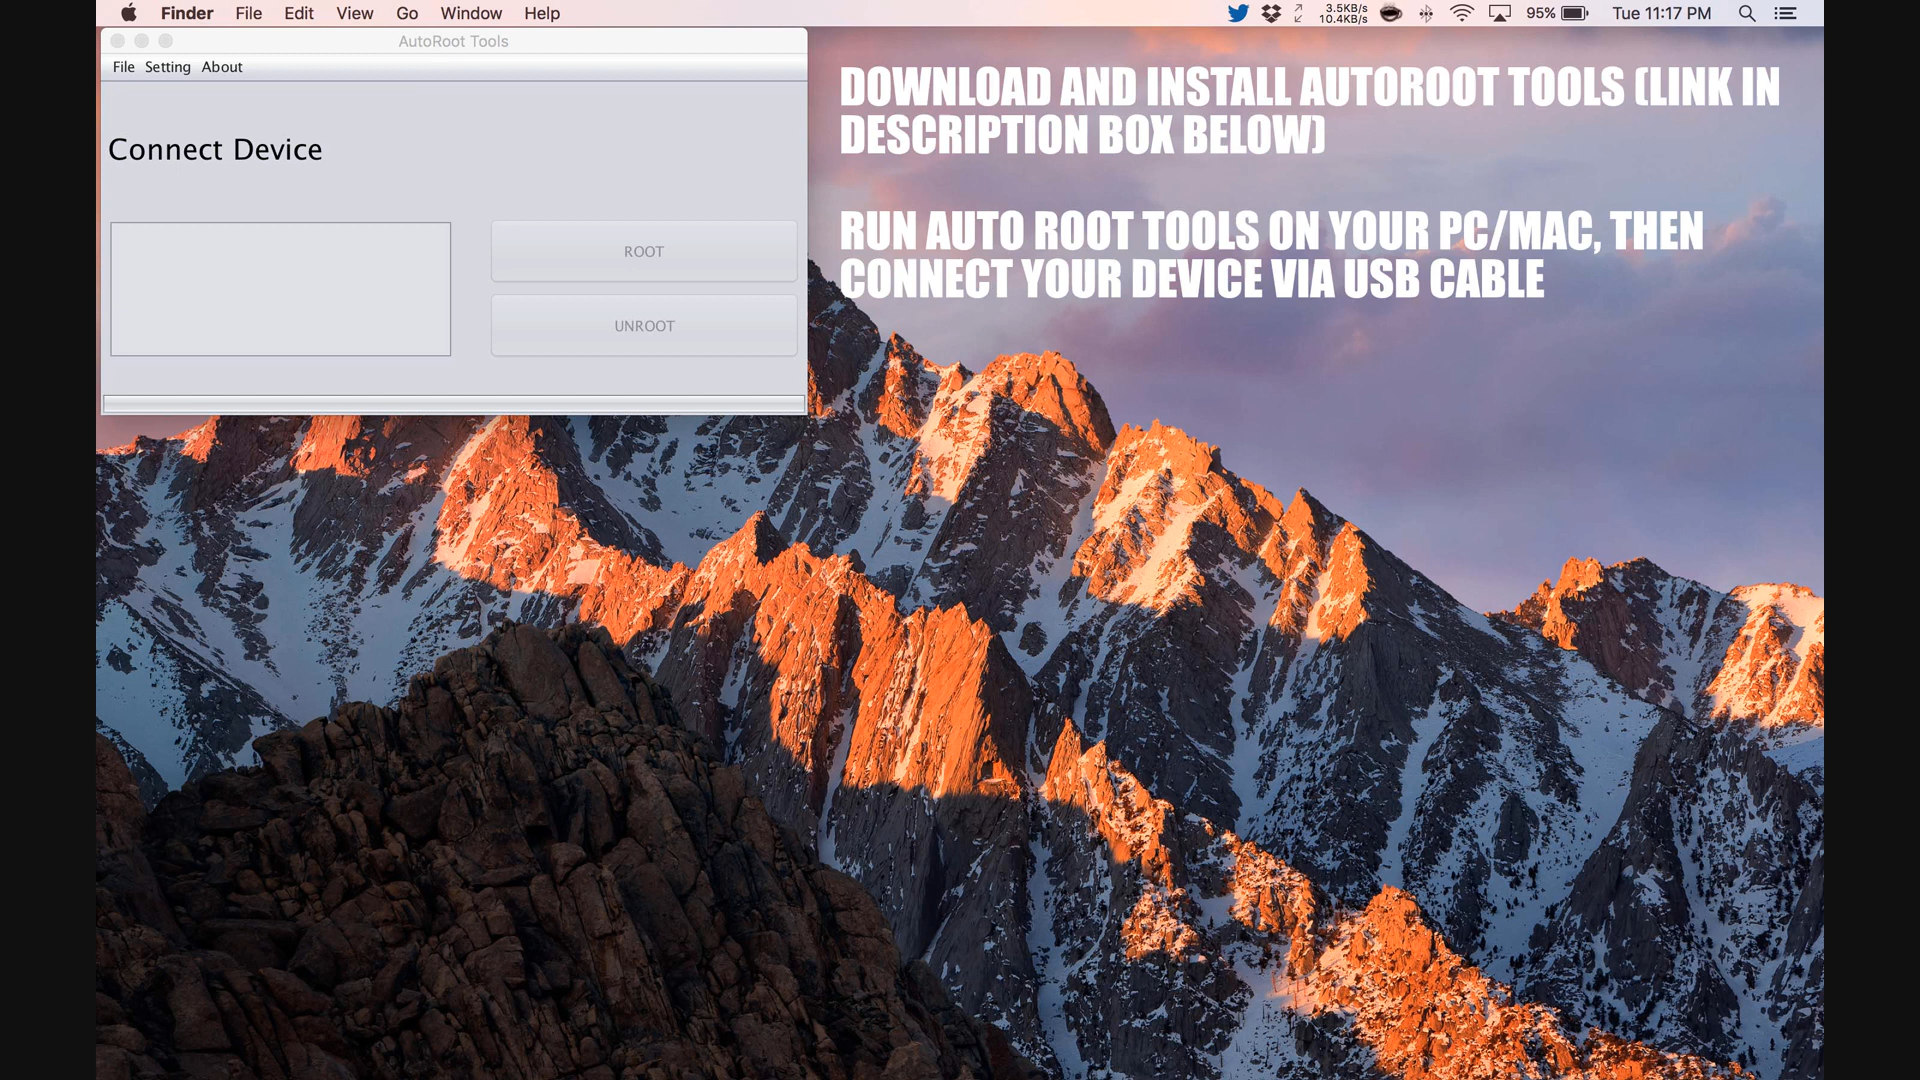 Finder File Edit View Go Window Help 3.5KB/s 10.4KB/s 95% Tue 11:17 PM
AutoRoot Tools
File Setting About
Connect Device
ROOT
UNROOT
DOWNLOAD AND INSTALL AUTOROOT TOOLS (LINK IN
DESCRIPTION BOX BELOW)
RUN AUTO ROOT TOOLS ON YOUR PC/MAC, THEN
CONNECT YOUR DEVICE VIA USB CABLE